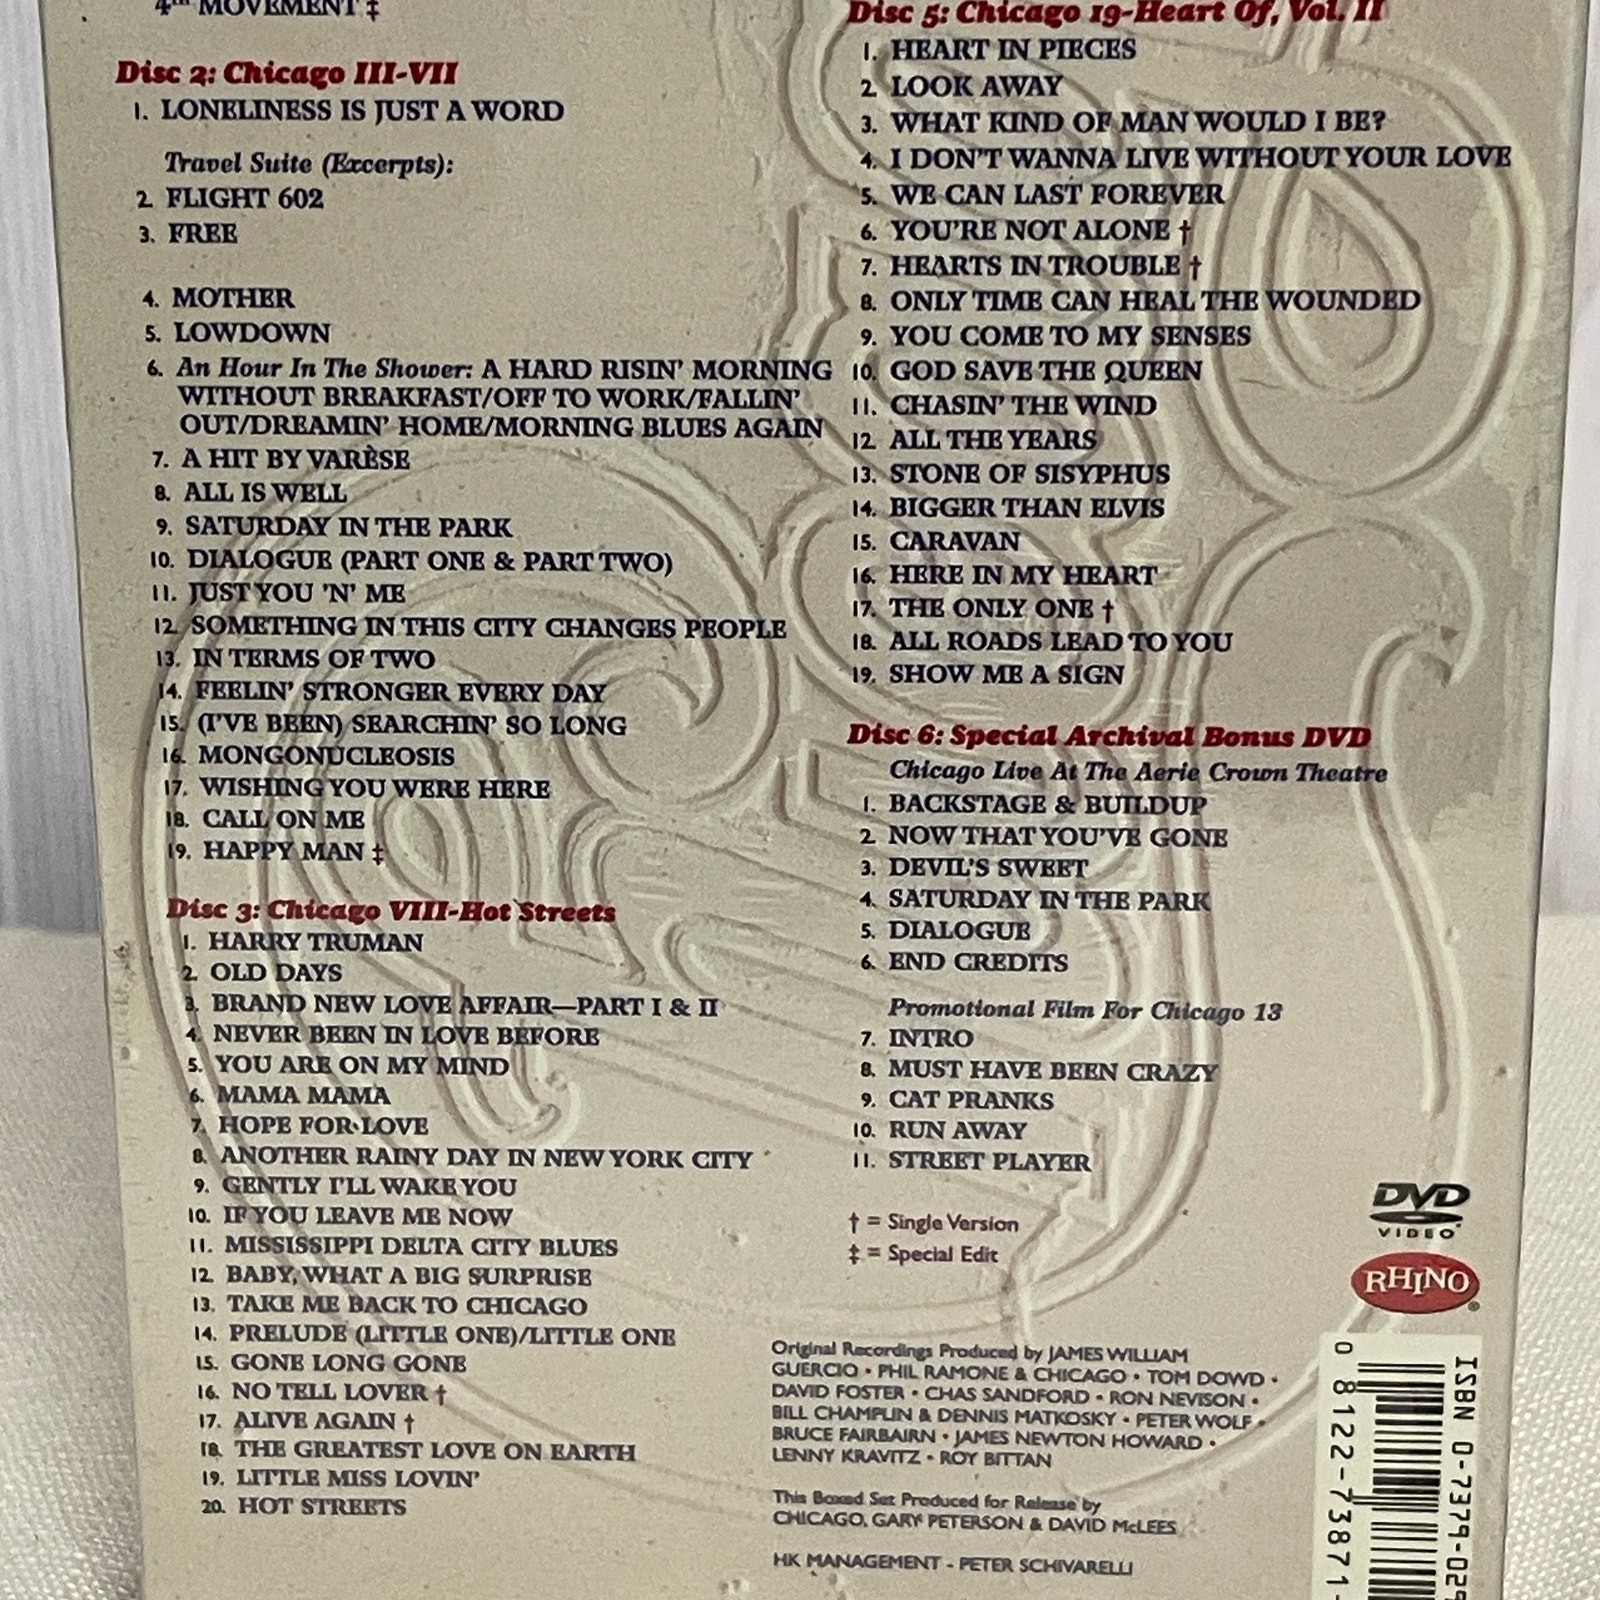 4th MOVEMENT ‡
Disc 2: Chicago III-VII
1. LONELINESS IS JUST A WORD
Travel Suite (Excerpts):
2. FLIGHT 602
3. FREE
4. MOTHER
5. LOWDOWN
6. An Hour In The Shower: A HARD RISIN' MORNING
WITHOUT BREAKFAST/OFF TO WORK/FALLIN'
OUT/DREAMIN' HOME/MORNING BLUES AGAIN
7. A HIT BY VARÈSE
8. ALL IS WELL
9. SATURDAY IN THE PARK
10. DIALOGUE (PART ONE & PART TWO)
11. JUST YOU 'N' ME
12. SOMETHING IN THIS CITY CHANGES PEOPLE
13. IN TERMS OF TWO
14. FEELIN' STRONGER EVERY DAY
15. (I'VE BEEN) SEARCHIN' SO LONG
16. MONGONUCLEOSIS
17. WISHING YOU WERE HERE
18. CALL ON ME
19. HAPPY MAN ‡
Disc 3: Chicago VIII-Hot Streets
1. HARRY TRUMAN
2. OLD DAYS
3. BRAND NEW LOVE AFFAIR—PART I & II
4. NEVER BEEN IN LOVE BEFORE
5. YOU ARE ON MY MIND
6. MAMA MAMA
7. HOPE FOR LOVE
8. ANOTHER RAINY DAY IN NEW YORK CITY
9. GENTLY I'LL WAKE YOU
10. IF YOU LEAVE ME NOW
11. MISSISSIPPI DELTA CITY BLUES
12. BABY, WHAT A BIG SURPRISE
13. TAKE ME BACK TO CHICAGO
14. PRELUDE (LITTLE ONE)/LITTLE ONE
15. GONE LONG GONE
16. NO TELL LOVER †
17. ALIVE AGAIN †
18. THE GREATEST LOVE ON EARTH
19. LITTLE MISS LOVIN'
20. HOT STREETS
Disc 5: Chicago 19-Heart Of, Vol. II
1. HEART IN PIECES
2. LOOK AWAY
3. WHAT KIND OF MAN WOULD I BE?
4. I DON'T WANNA LIVE WITHOUT YOUR LOVE
5. WE CAN LAST FOREVER
6. YOU'RE NOT ALONE †
7. HEARTS IN TROUBLE †
8. ONLY TIME CAN HEAL THE WOUNDED
9. YOU COME TO MY SENSES
10. GOD SAVE THE QUEEN
11. CHASIN' THE WIND
12. ALL THE YEARS
13. STONE OF SISYPHUS
14. BIGGER THAN ELVIS
15. CARAVAN
16. HERE IN MY HEART
17. THE ONLY ONE †
18. ALL ROADS LEAD TO YOU
19. SHOW ME A SIGN
Disc 6: Special Archival Bonus DVD
Chicago Live At The Aerie Crown Theatre
1. BACKSTAGE & BUILDUP
2. NOW THAT YOU'VE GONE
3. DEVIL'S SWEET
4. SATURDAY IN THE PARK
5. DIALOGUE
6. END CREDITS
Promotional Film For Chicago 13
7. INTRO
8. MUST HAVE BEEN CRAZY
9. CAT PRANKS
10. RUN AWAY
11. STREET PLAYER
† = Single Version
‡ = Special Edit
DVD
VIDEO
RHINO
Original Recordings Produced by JAMES WILLIAM
GUERCIO • PHIL RAMONE & CHICAGO • TOM DOWD •
DAVID FOSTER • CHAS SANDFORD • RON NEVISON •
BILL CHAMPLIN & DENNIS MATKOSKY • PETER WOLF •
BRUCE FAIRBAIRN • JAMES NEWTON HOWARD •
LENNY KRAVITZ • ROY BITTAN
This Boxed Set Produced for Release by
CHICAGO, GARY PETERSON & DAVID McLEES
HK MANAGEMENT - PETER SCHIVARELLI
ISBN 0-7379-029
0 8122-73871-